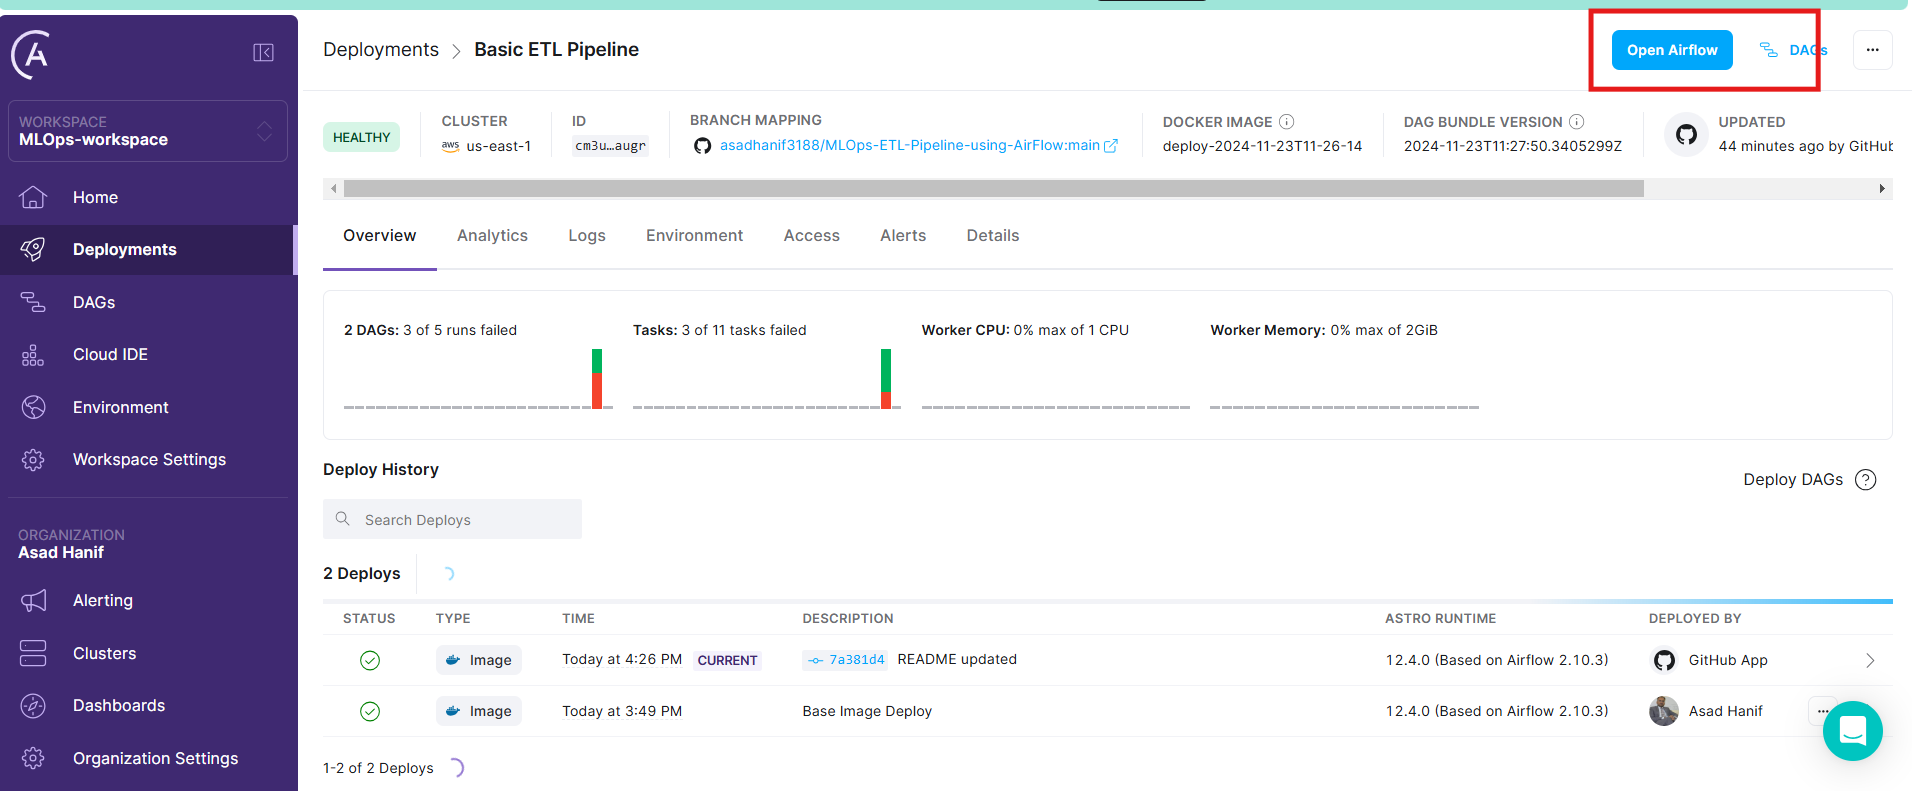 Deployments > Basic ETL Pipeline
Open Airflow
DAGs
WORKSPACE
MLOps-workspace
Home
Deployments
DAGs
Cloud IDE
Environment
Workspace Settings
ORGANIZATION
Asad Hanif
Alerting
Clusters
Dashboards
Organization Settings
HEALTHY
CLUSTER
aws us-east-1
ID
cm3u…augr
BRANCH MAPPING
asadhanif3188/MLOps-ETL-Pipeline-using-AirFlow:main
DOCKER IMAGE
deploy-2024-11-23T11-26-14
DAG BUNDLE VERSION
2024-11-23T11:27:50.3405299Z
UPDATED
44 minutes ago by GitHub
Overview Analytics Logs Environment Access Alerts Details
2 DAGs: 3 of 5 runs failed
Tasks: 3 of 11 tasks failed
Worker CPU: 0% max of 1 CPU
Worker Memory: 0% max of 2GiB
Deploy History
Deploy DAGs ?
Search Deploys
2 Deploys
STATUS TYPE TIME DESCRIPTION ASTRO RUNTIME DEPLOYED BY
Image Today at 4:26 PM CURRENT 7a381d4 README updated 12.4.0 (Based on Airflow 2.10.3) GitHub App
Image Today at 3:49 PM Base Image Deploy 12.4.0 (Based on Airflow 2.10.3) Asad Hanif
1-2 of 2 Deploys